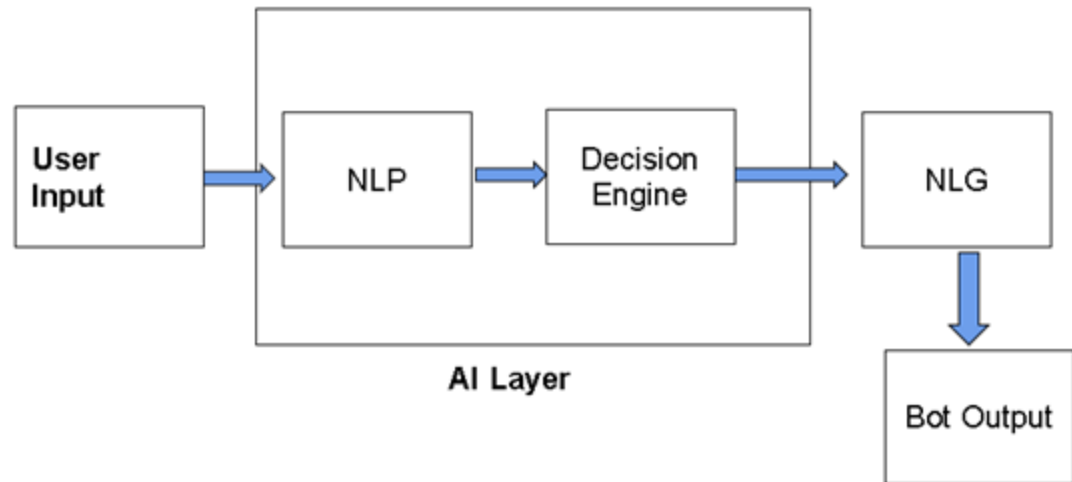 User
Input
NLP
Decision
Engine
NLG
AI Layer
Bot Output